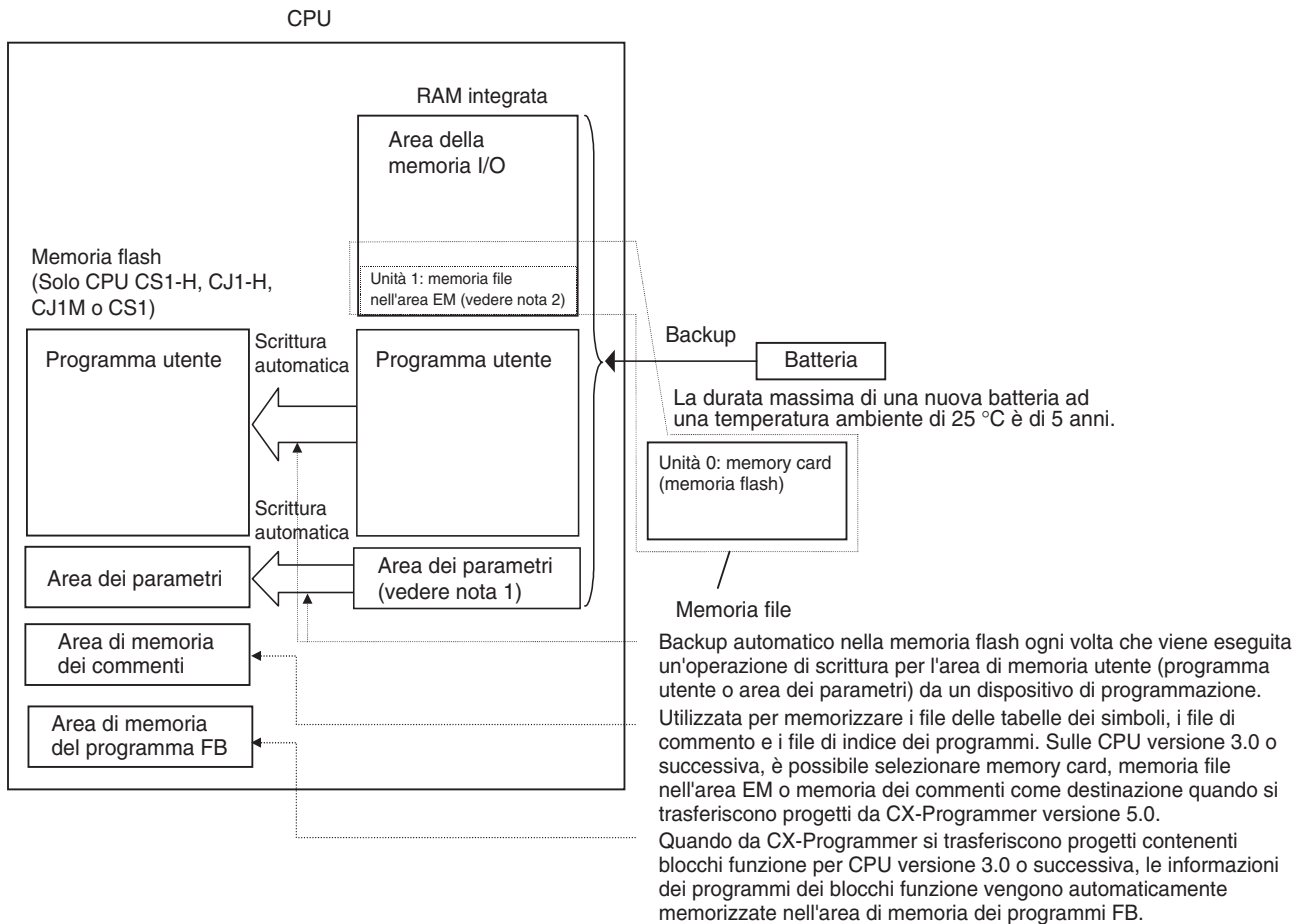 CPU
RAM integrata
Area della
memoria I/O
Memoria flash
(Solo CPU CS1-H, CJ1-H,
CJ1M o CS1)
Unità 1: memoria file
nell'area EM (vedere nota 2)
Programma utente
Scrittura
automatica
Programma utente
Backup
Batteria
La durata massima di una nuova batteria ad
una temperatura ambiente di 25 °C è di 5 anni.
Unità 0: memory card
(memoria flash)
Scrittura
automatica
Area dei parametri
Area dei parametri
(vedere nota 1)
Memoria file
Area di memoria
dei commenti
Area di memoria
del programma FB
Backup automatico nella memoria flash ogni volta che viene eseguita
un'operazione di scrittura per l'area di memoria utente (programma
utente o area dei parametri) da un dispositivo di programmazione.
Utilizzata per memorizzare i file delle tabelle dei simboli, i file di
commento e i file di indice dei programmi. Sulle CPU versione 3.0 o
successiva, è possibile selezionare memory card, memoria file
nell'area EM o memoria dei commenti come destinazione quando si
trasferiscono progetti da CX-Programmer versione 5.0.
Quando da CX-Programmer si trasferiscono progetti contenenti
blocchi funzione per CPU versione 3.0 o successiva, le informazioni
dei programmi dei blocchi funzione vengono automaticamente
memorizzate nell'area di memoria dei programmi FB.